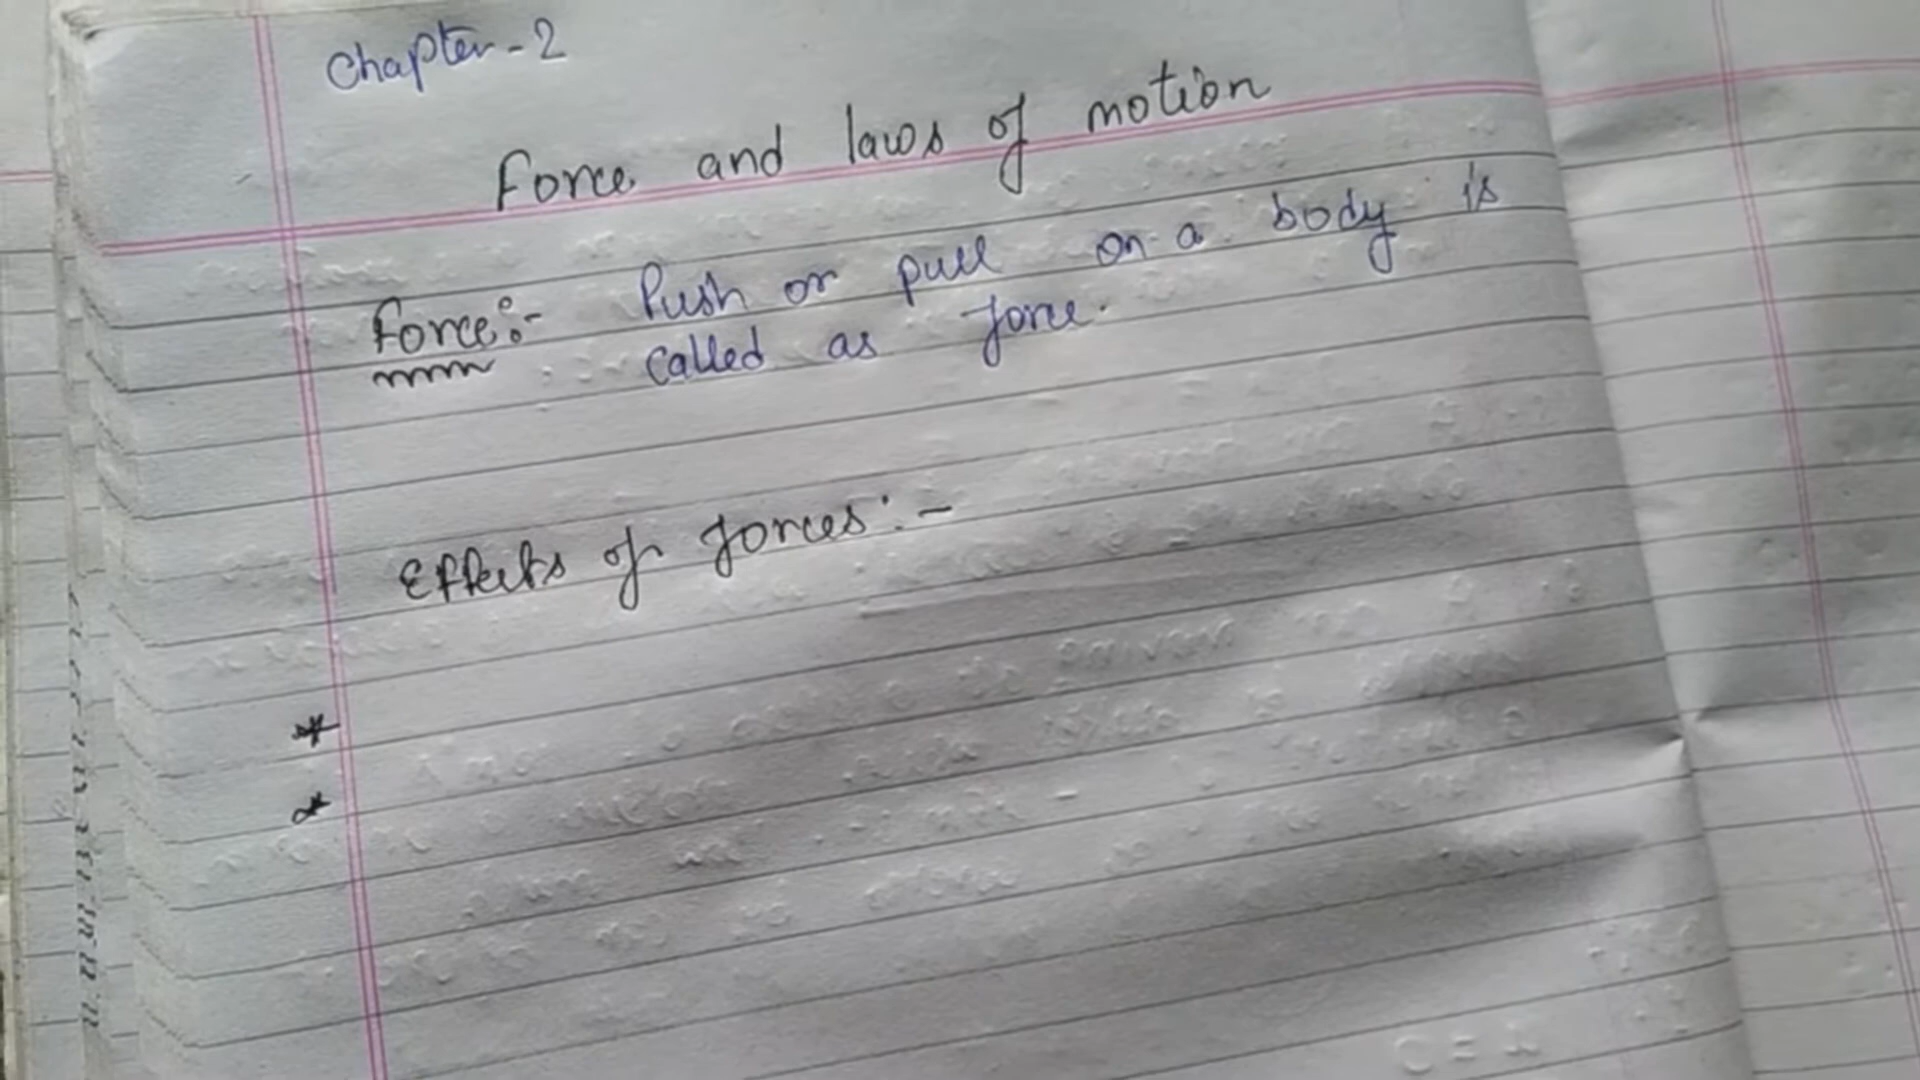 Chapter-2
Force and laws of motion
Force:- Push or pull on a body is
called as force.
Effects of forces:-
*
*